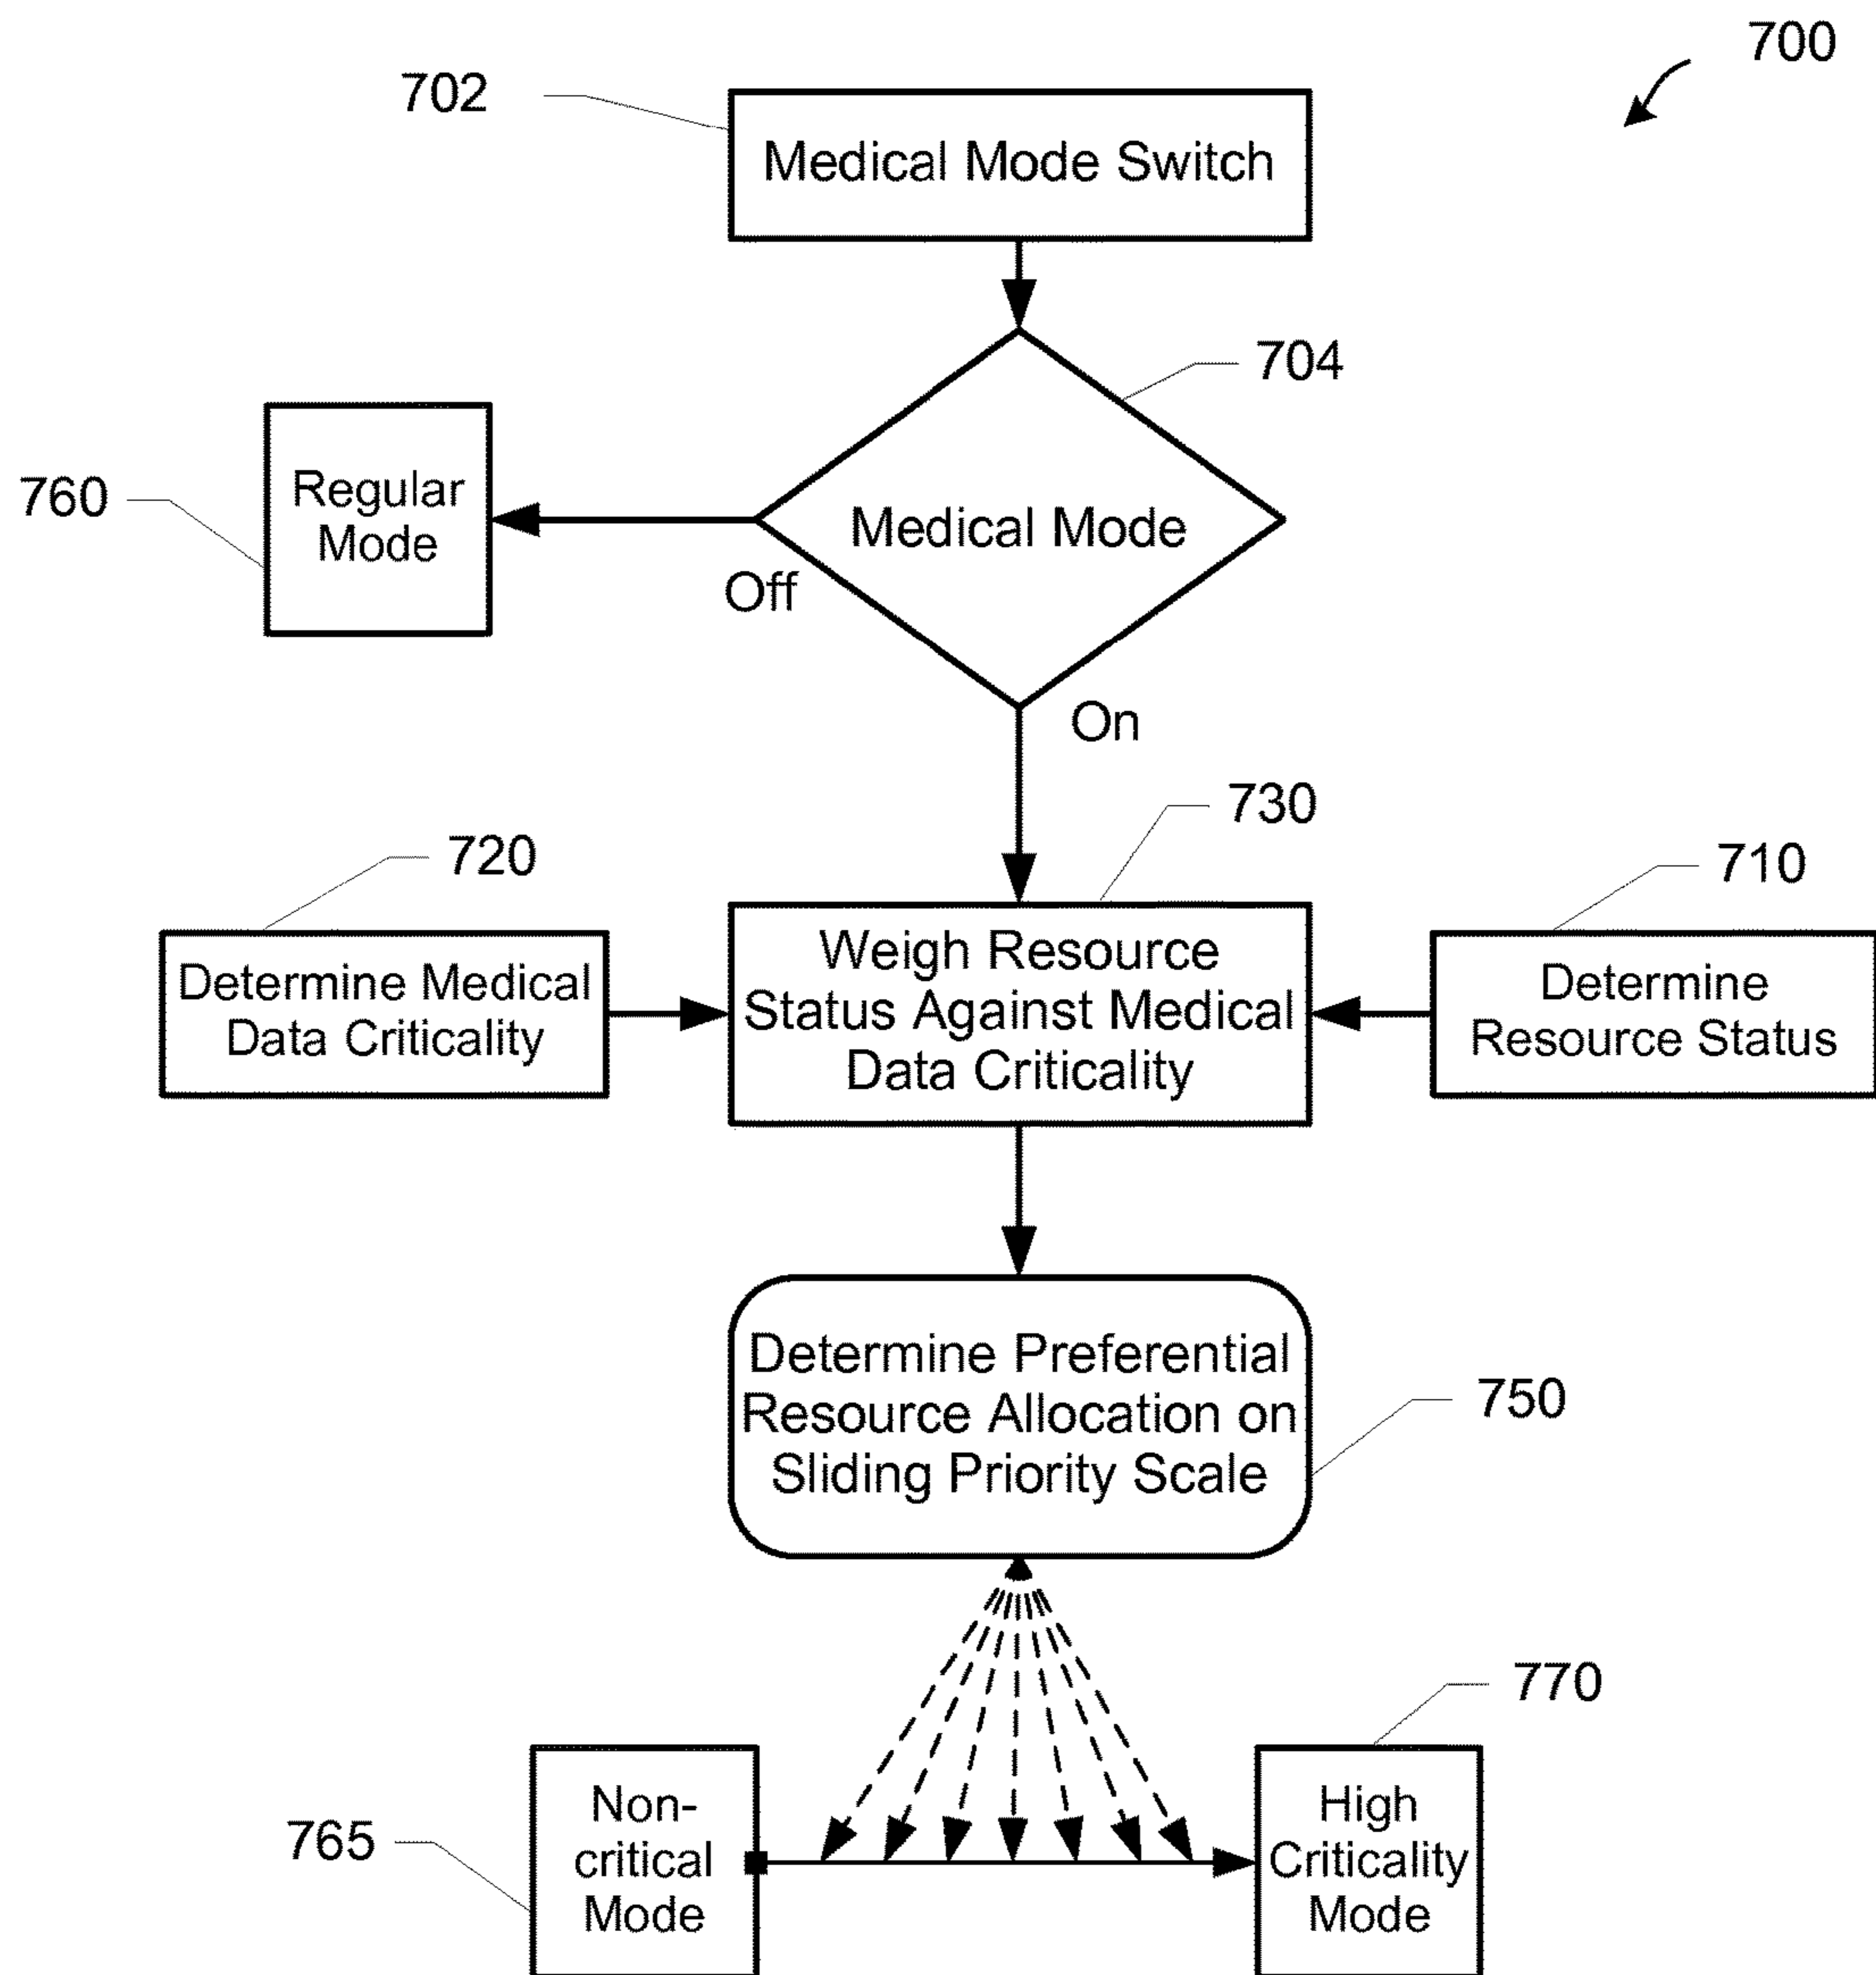 700
702
Medical Mode Switch
704
Regular
Mode
760
Medical Mode
Off
On
730
720
710
Determine Medical
Data Criticality
Weigh Resource
Status Against Medical
Data Criticality
Determine
Resource Status
Determine Preferential
Resource Allocation on
Sliding Priority Scale
750
770
Non-
critical
Mode
765
High
Criticality
Mode